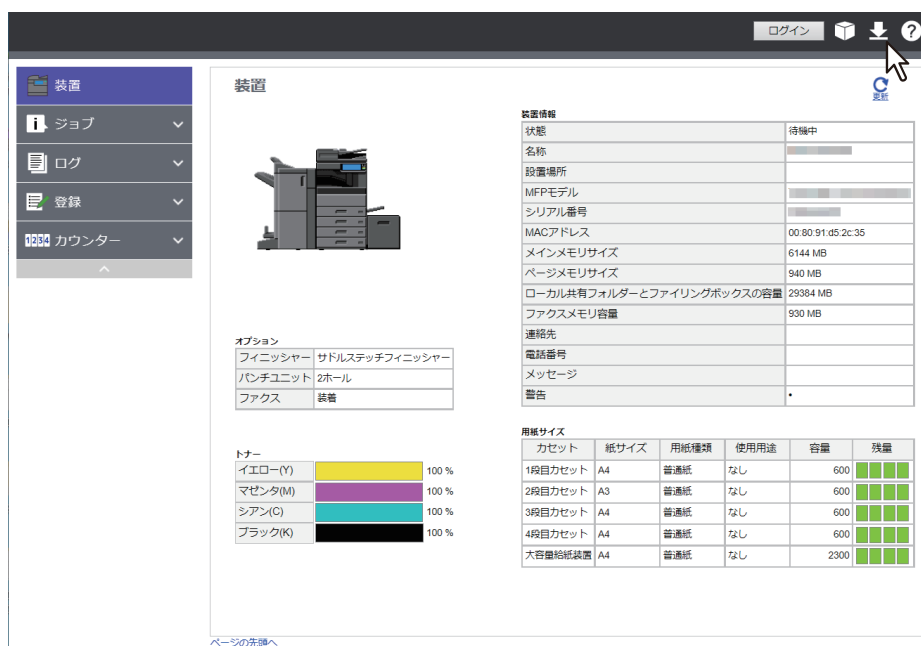 ログイン
?
装置
ジョブ
ログ
登録
1234 カウンター
装置
更新
装置情報
状態 待機中
名称
設置場所
MFPモデル
シリアル番号
MACアドレス 00:80:91:d5:2c:35
メインメモリサイズ 6144 MB
ページメモリサイズ 940 MB
ローカル共有フォルダーとファイリングボックスの容量 29384 MB
ファクスメモリ容量 930 MB
連絡先
電話番号
メッセージ
警告 •
オプション
フィニッシャー サドルステッチフィニッシャー
パンチユニット 2ホール
ファクス 装着
トナー
イエロー(Y) 100 %
マゼンタ(M) 100 %
シアン(C) 100 %
ブラック(K) 100 %
用紙サイズ
カセット 紙サイズ 用紙種類 使用用途 容量 残量
1段目カセット A4 普通紙 なし 600
2段目カセット A3 普通紙 なし 600
3段目カセット A4 普通紙 なし 600
4段目カセット A4 普通紙 なし 600
大容量給紙装置 A4 普通紙 なし 2300
ページの先頭へ